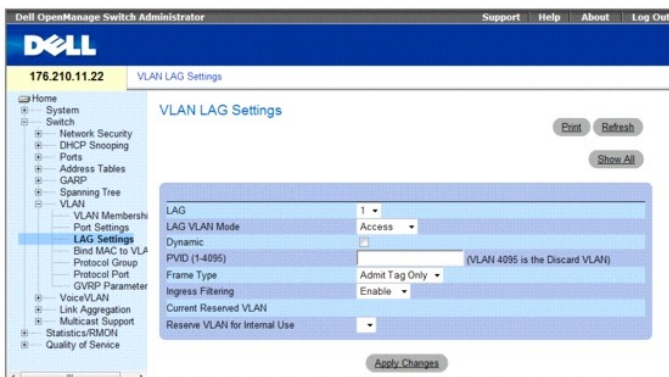 Dell OpenManage Switch Administrator Support Help About Log Out
DELL
176.210.11.22 VLAN LAG Settings
Home
System
Switch
Network Security
DHCP Snooping
Ports
Address Tables
GARP
Spanning Tree
VLAN
VLAN Membershi
Port Settings
LAG Settings
Bind MAC to VLA
Protocol Group
Protocol Port
GVRP Parameter
VoiceVLAN
Link Aggregation
Multicast Support
Statistics/RMON
Quality of Service
VLAN LAG Settings
Print Refresh
Show All
LAG 1
LAG VLAN Mode Access
Dynamic
PVID (1-4095) (VLAN 4095 is the Discard VLAN)
Frame Type Admit Tag Only
Ingress Filtering Enable
Current Reserved VLAN
Reserve VLAN for Internal Use
Apply Changes